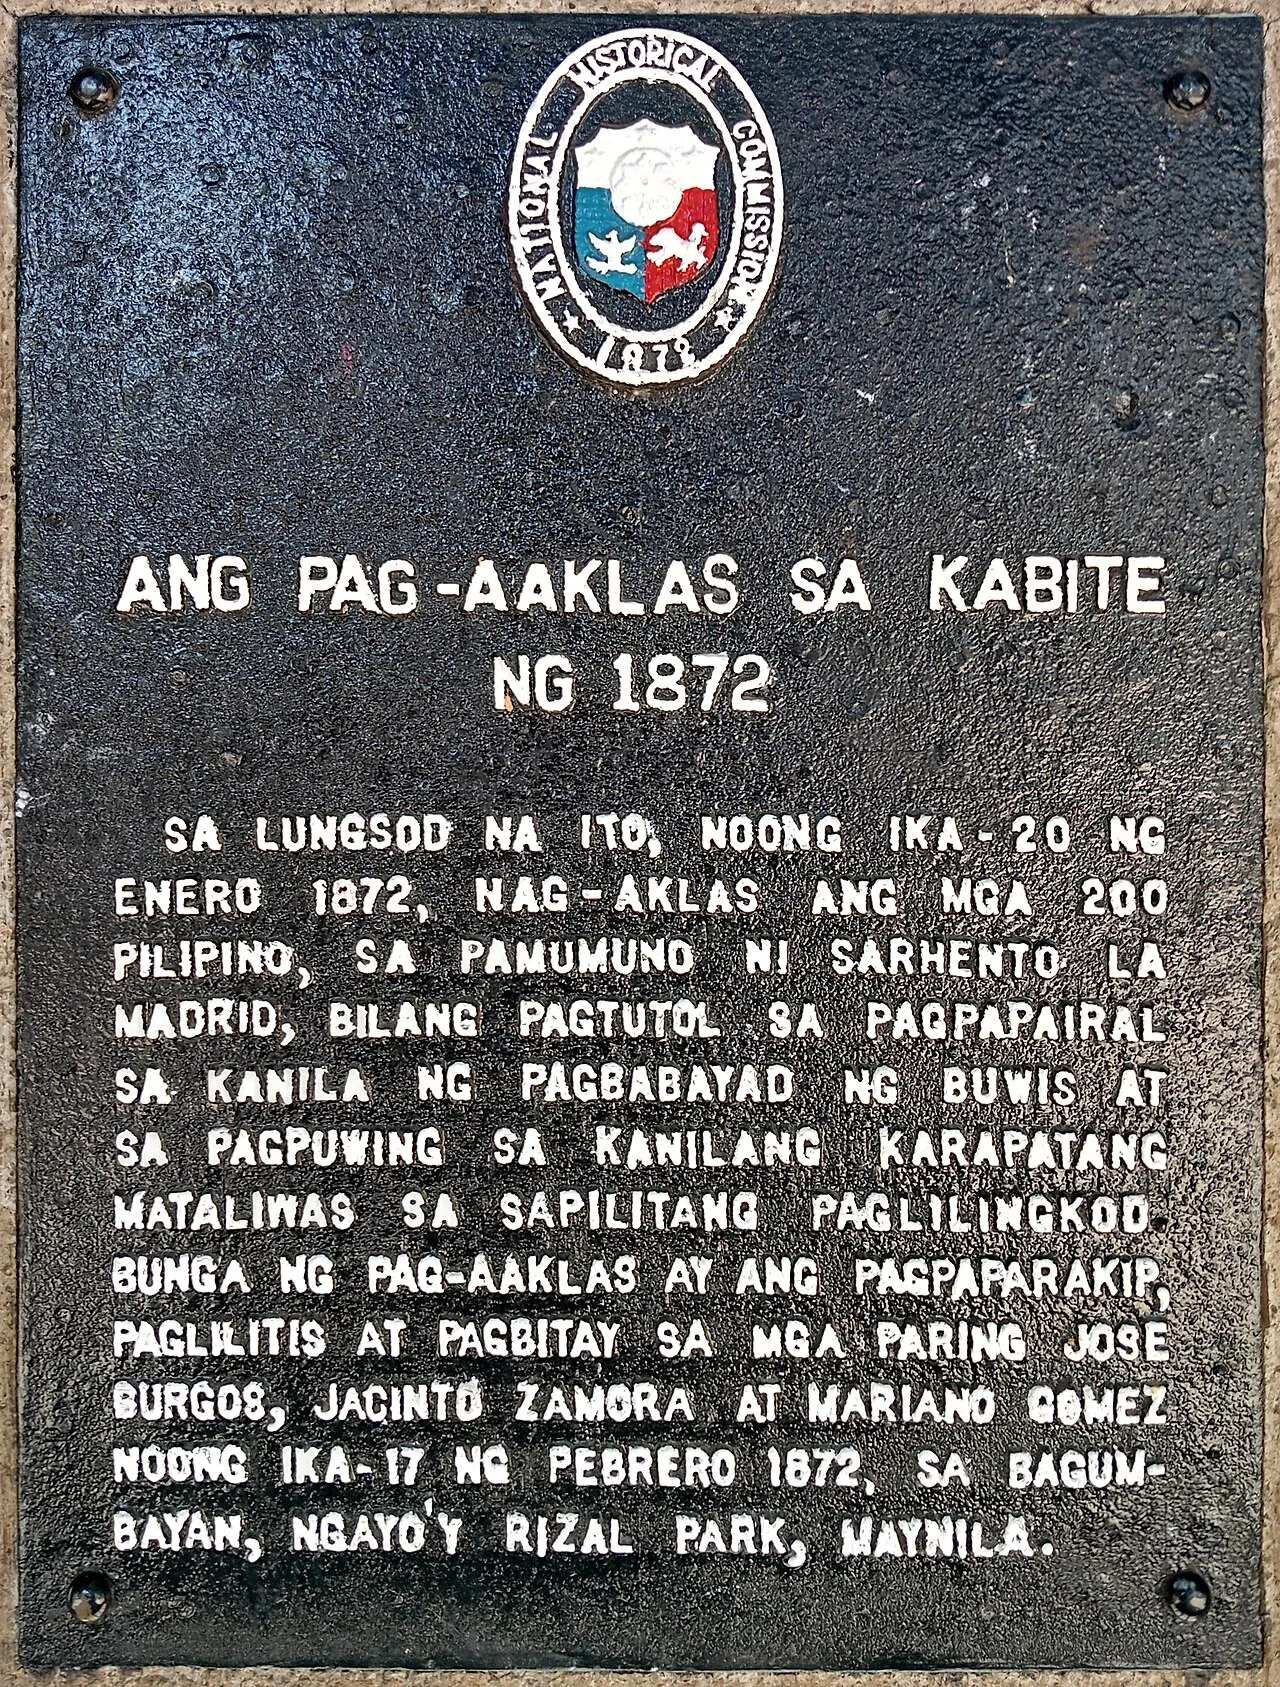 NATIONAL HISTORICAL COMMISSION
1972
ANG PAG-AAKLAS SA KABITE
NG 1872
SA LUNGSOD NA ITO, NOONG IKA-20 NG
ENERO 1872, NAG-AKLAS ANG MGA 200
PILIPINO, SA PAMUMUNO NI SARHENTO LA
MADRID, BILANG PAGTUTOL SA PAGPAPAIRAL
SA KANILA NG PAGBABAYAD NG BUWIS AT
SA PAGPUWING SA KANILANG KARAPATANG
MATALIWAS SA SAPILITANG PAGLILINGKOD.
BUNGA NG PAG-AAKLAS AY ANG PAGPAPARAKIP,
PAGLILITIS AT PAGBITAY SA MGA PARING JOSE
BURGOS, JACINTO ZAMORA AT MARIANO GOMEZ
NOONG IKA-17 NG PEBRERO 1872, SA BAGUM-
BAYAN, NGAYO'Y RIZAL PARK, MAYNILA.